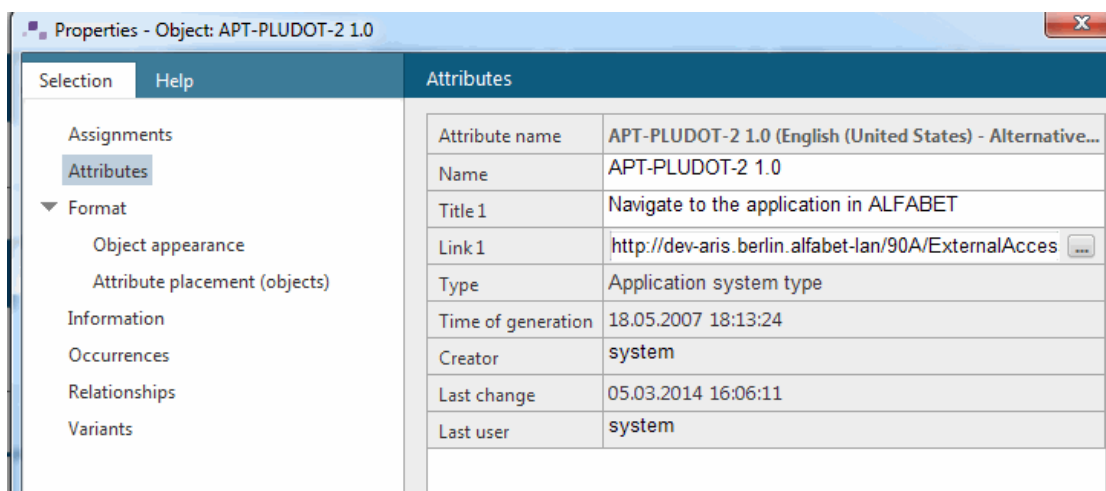 Properties - Object: APT-PLUDOT-2 1.0
x
Selection Help
Attributes
Assignments
Attributes
Format
Object appearance
Attribute placement (objects)
Information
Occurrences
Relationships
Variants
Attribute name APT-PLUDOT-2 1.0 (English (United States) - Alternative...
Name APT-PLUDOT-2 1.0
Title 1 Navigate to the application in ALFABET
Link 1 http://dev-aris.berlin.alfabet-lan/90A/ExternalAcces ...
Type Application system type
Time of generation 18.05.2007 18:13:24
Creator system
Last change 05.03.2014 16:06:11
Last user system